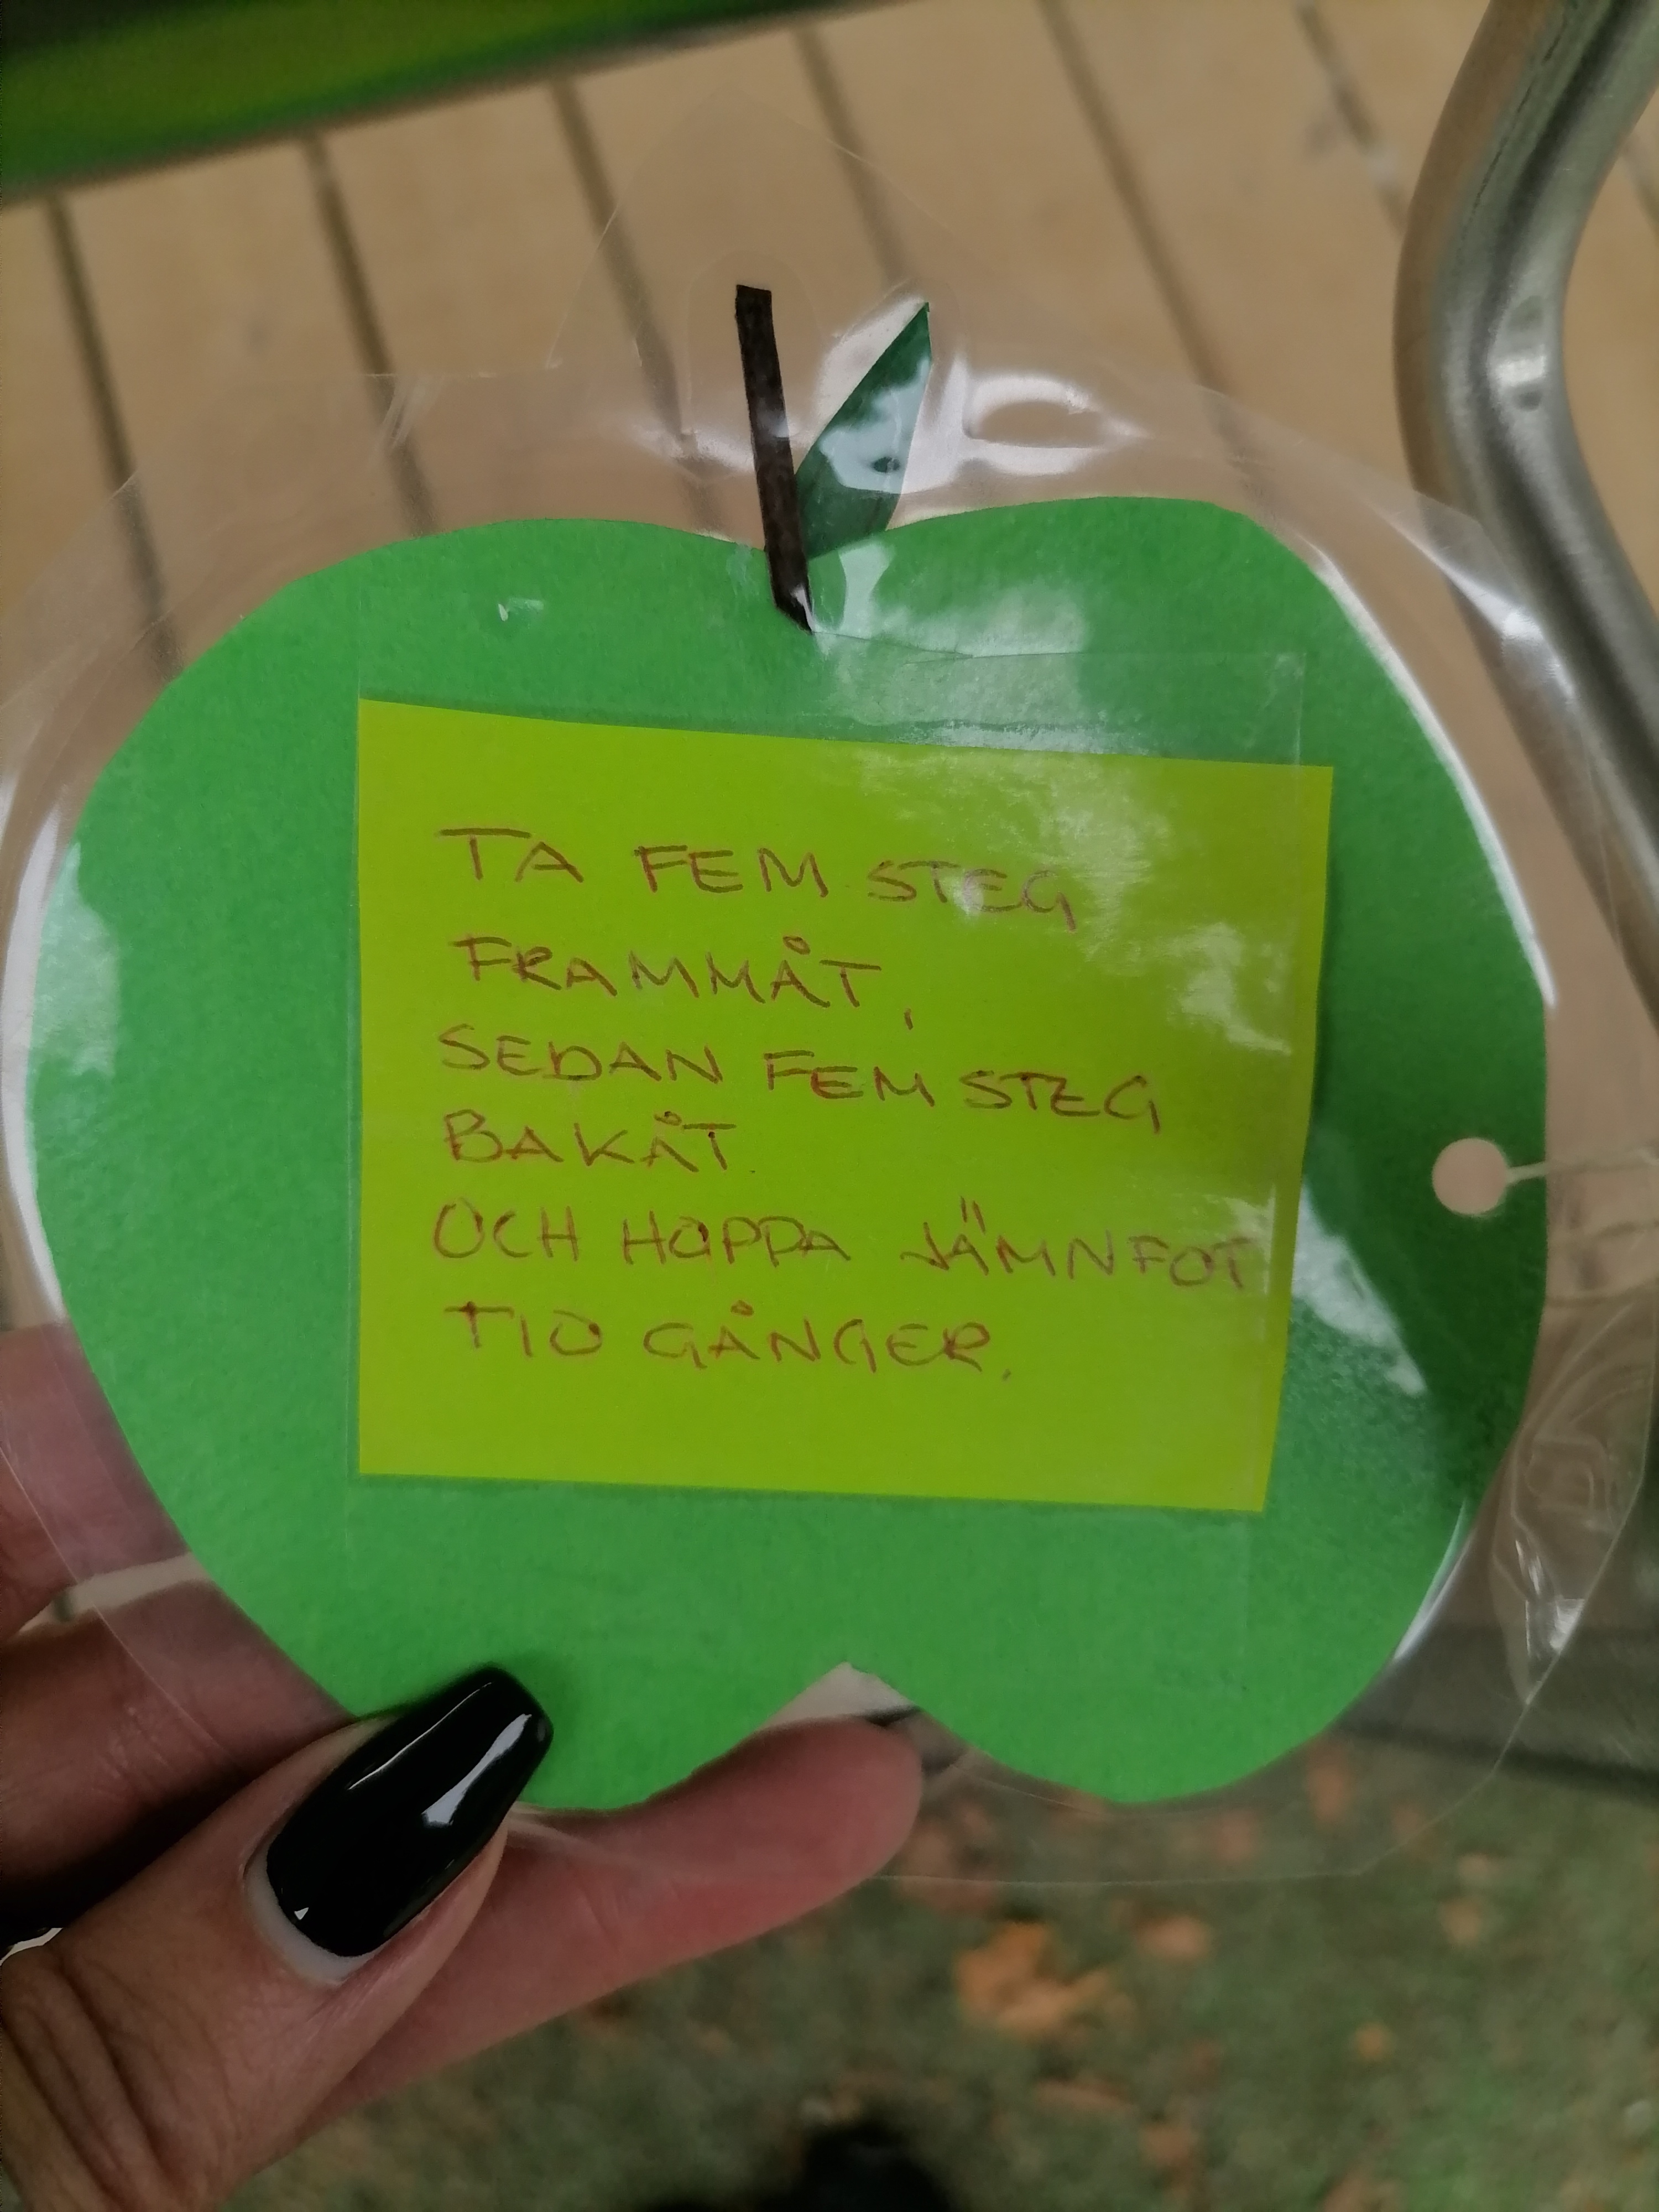 TA FEM STEG
FRAMMÅT,
SEDAN FEM STEG
BAKÅT.
OCH HOPPA JÄMNFOT
TIO GÅNGER.